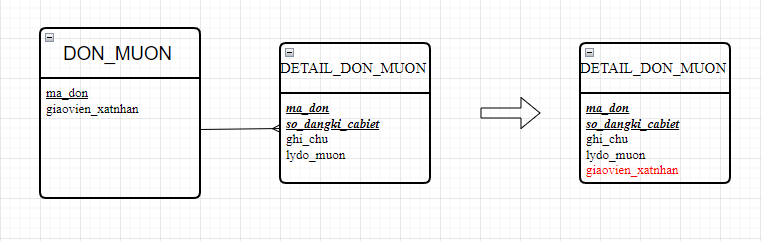 DON_MUON
ma_don
giaovien_xatnhan
DETAIL_DON_MUON
ma_don
so_dangki_cabiet
ghi_chu
lydo_muon
DETAIL_DON_MUON
ma_don
so_dangki_cabiet
ghi_chu
lydo_muon
giaovien_xatnhan